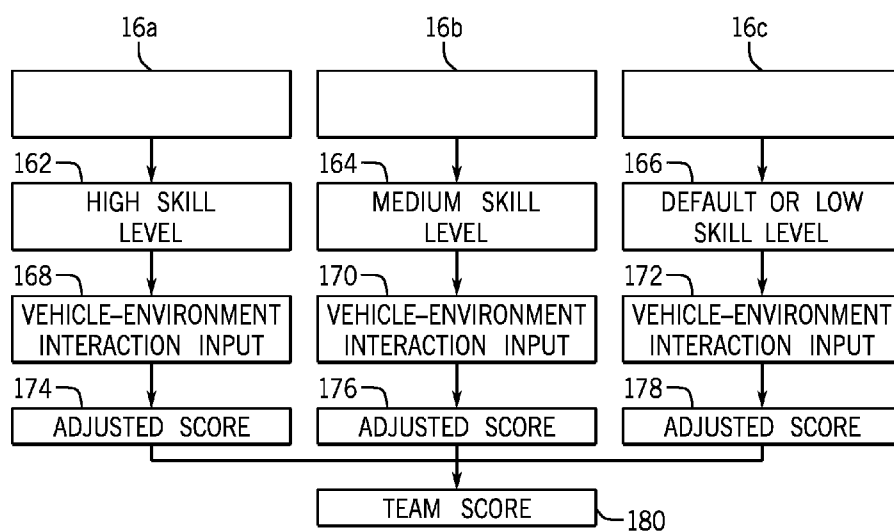 16a 16b 16c
162 164 166
HIGH SKILL
LEVEL
MEDIUM SKILL
LEVEL
DEFAULT OR LOW
SKILL LEVEL
168 170 172
VEHICLE–ENVIRONMENT
INTERACTION INPUT
VEHICLE–ENVIRONMENT
INTERACTION INPUT
VEHICLE–ENVIRONMENT
INTERACTION INPUT
174 176 178
ADJUSTED SCORE
ADJUSTED SCORE
ADJUSTED SCORE
TEAM SCORE
180